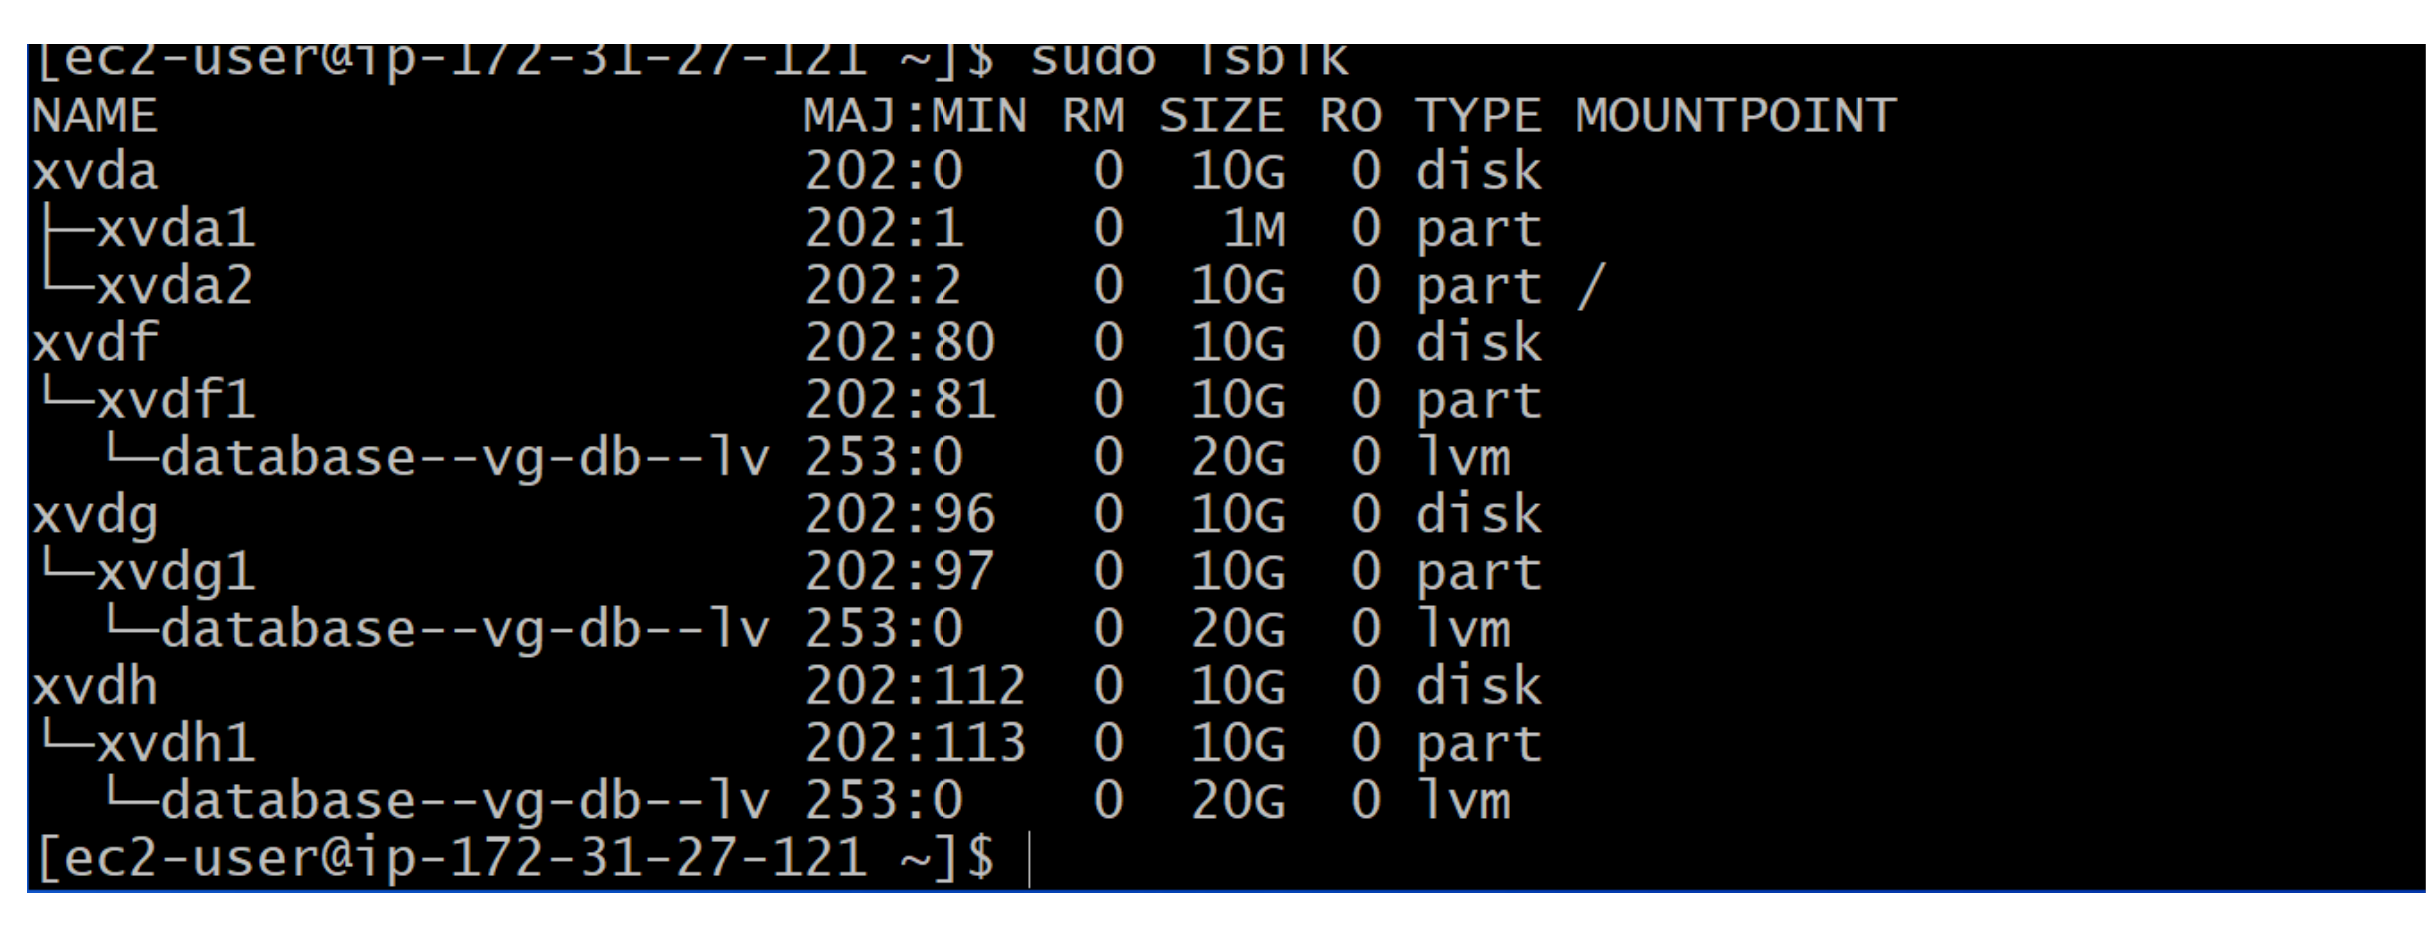 [ec2-user@ip-172-31-27-121 ~]$ sudo lsblk
NAME                    MAJ:MIN RM SIZE RO TYPE MOUNTPOINT
xvda                    202:0    0  10G  0 disk
├─xvda1                 202:1    0   1M  0 part
└─xvda2                 202:2    0  10G  0 part /
xvdf                    202:80   0  10G  0 disk
└─xvdf1                 202:81   0  10G  0 part
  └─database--vg-db--lv 253:0    0  20G  0 lvm
xvdg                    202:96   0  10G  0 disk
└─xvdg1                 202:97   0  10G  0 part
  └─database--vg-db--lv 253:0    0  20G  0 lvm
xvdh                    202:112  0  10G  0 disk
└─xvdh1                 202:113  0  10G  0 part
  └─database--vg-db--lv 253:0    0  20G  0 lvm
[ec2-user@ip-172-31-27-121 ~]$